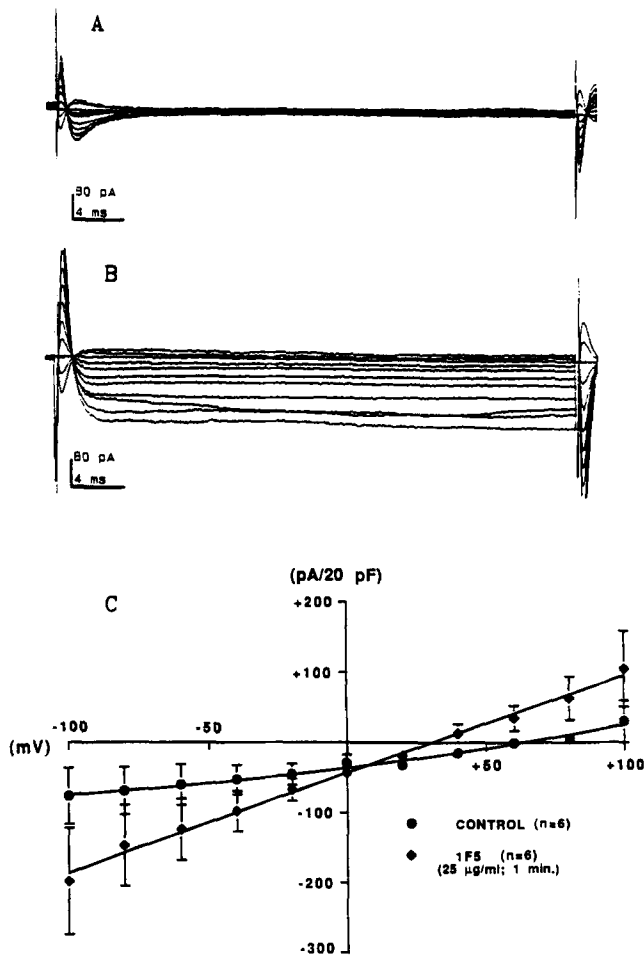 A
80 pA
4 ms
B
80 pA
4 ms
(pA/20 pF)
C
+200
+100
-100
-50
+50
+100
(mV)
-100
-200
-300
CONTROL (n=6)
1F5 (n=6)
(25 µg/ml; 1 min.)